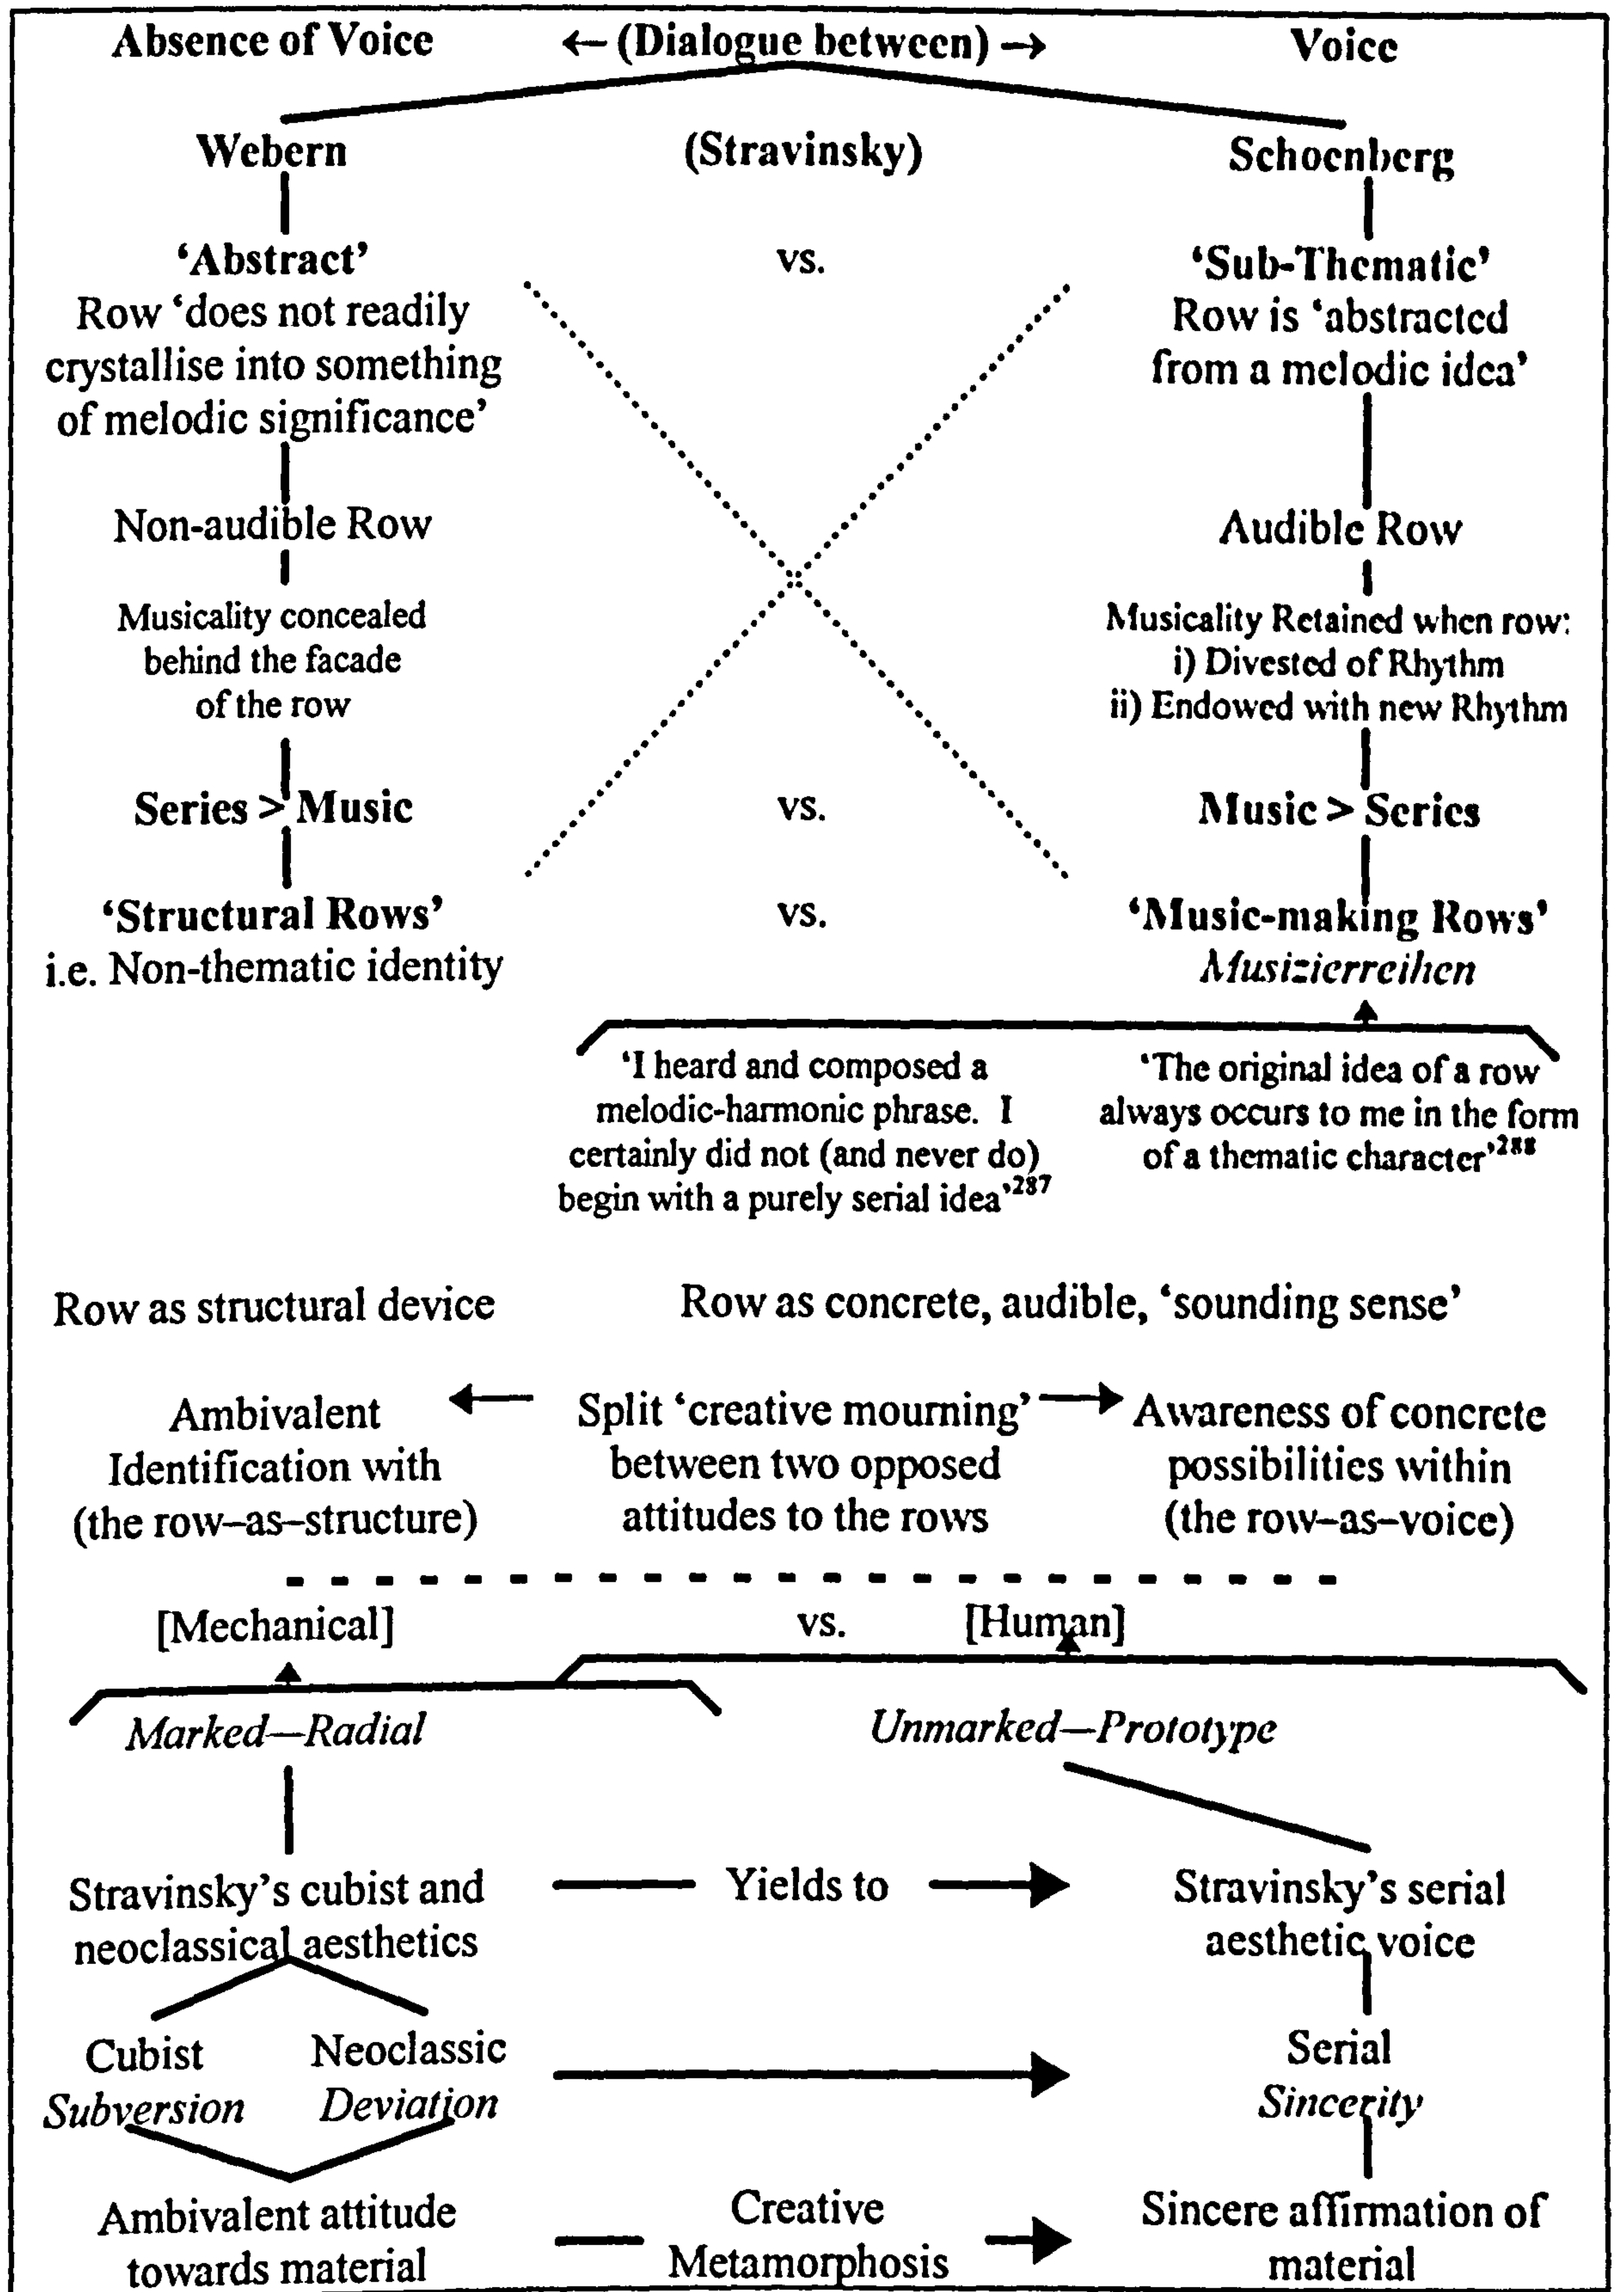 Absence of Voice ← (Dialogue between) → Voice
Webern (Stravinsky) Schoenberg
‘Abstract’ vs. ‘Sub-Thematic’
Row ‘does not readily
crystallise into something
of melodic significance’
Row is ‘abstracted
from a melodic idea’
Non-audible Row
Audible Row
Musicality concealed
behind the facade
of the row
Musicality Retained when row:
i) Divested of Rhythm
ii) Endowed with new Rhythm
Series > Music vs. Music > Series
‘Structural Rows’ vs. ‘Music-making Rows’
i.e. Non-thematic identity
Musizierreihen
‘I heard and composed a
melodic-harmonic phrase. I
certainly did not (and never do)
begin with a purely serial idea’287
‘The original idea of a row
always occurs to me in the form
of a thematic character’288
Row as structural device
Row as concrete, audible, ‘sounding sense’
Ambivalent
Identification with
(the row–as–structure)
Split ‘creative mourning’
between two opposed
attitudes to the rows
Awareness of concrete
possibilities within
(the row–as–voice)
[Mechanical] vs. [Human]
Marked—Radial
Unmarked—Prototype
Stravinsky’s cubist and
neoclassical aesthetics
Yields to
Stravinsky’s serial
aesthetic voice
Cubist
Subversion
Neoclassic
Deviation
Serial
Sincerity
Ambivalent attitude
towards material
Creative
Metamorphosis
Sincere affirmation of
material